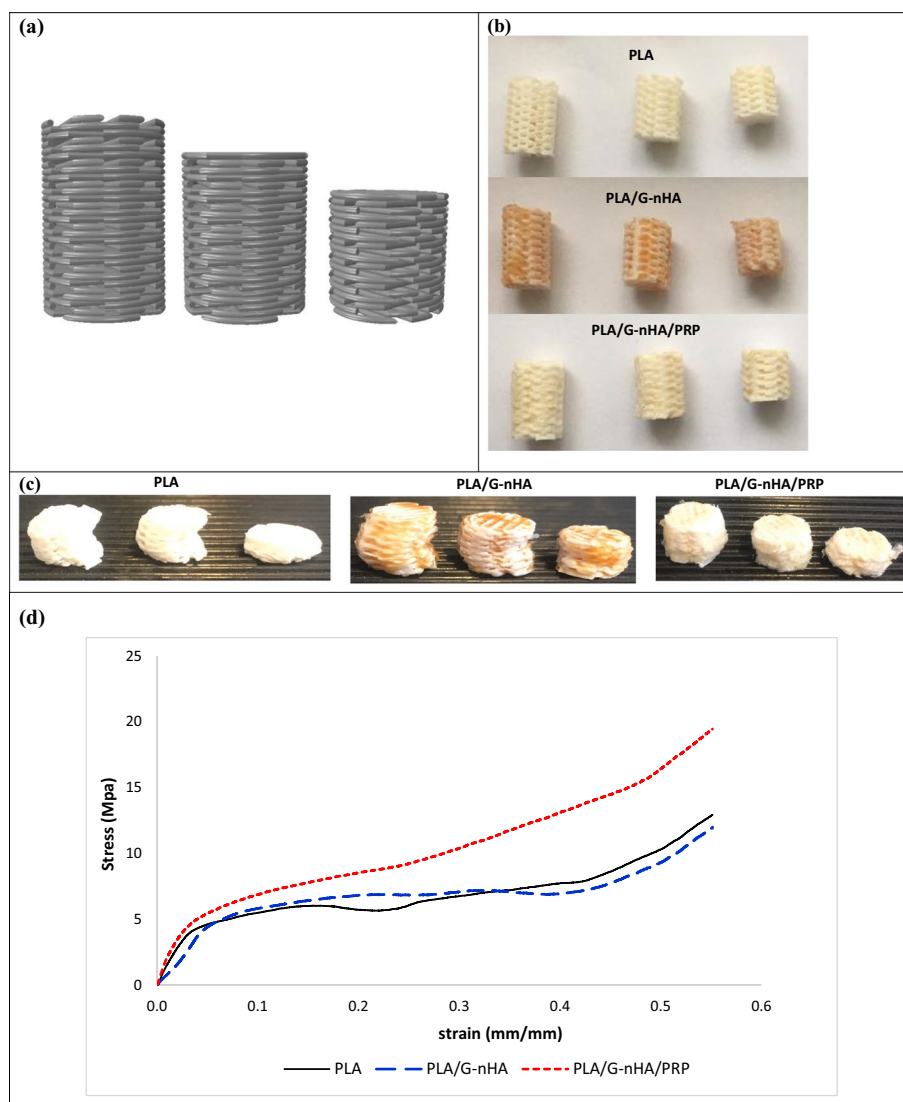 (a)
(b)
PLA
PLA/G-nHA
PLA/G-nHA/PRP
(c)
PLA
PLA/G-nHA
PLA/G-nHA/PRP
(d)
25
20
15
10
5
0
Stress (Mpa)
0.0 0.1 0.2 0.3 0.4 0.5 0.6
strain (mm/mm)
PLA PLA/G-nHA PLA/G-nHA/PRP